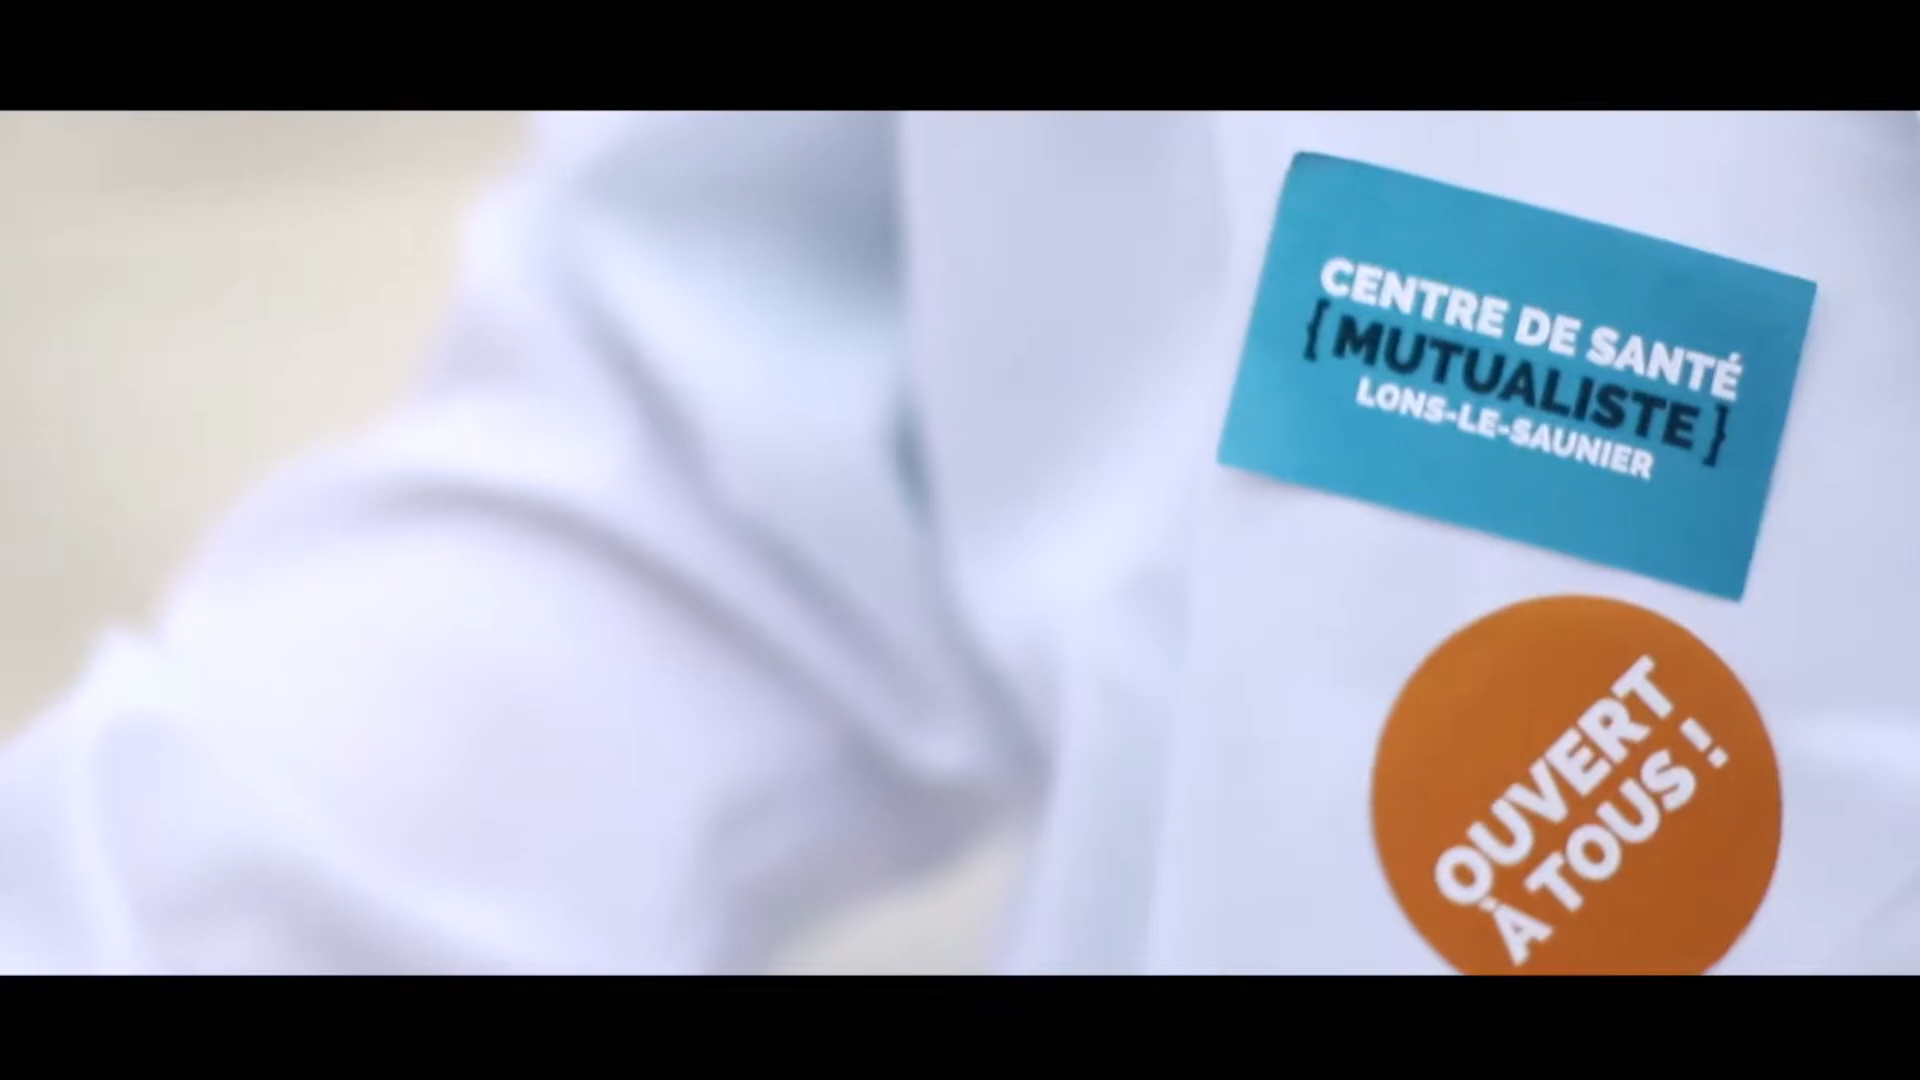 CENTRE DE SANTÉ
{ MUTUALISTE }
LONS-LE-SAUNIER
OUVERT
À TOUS !